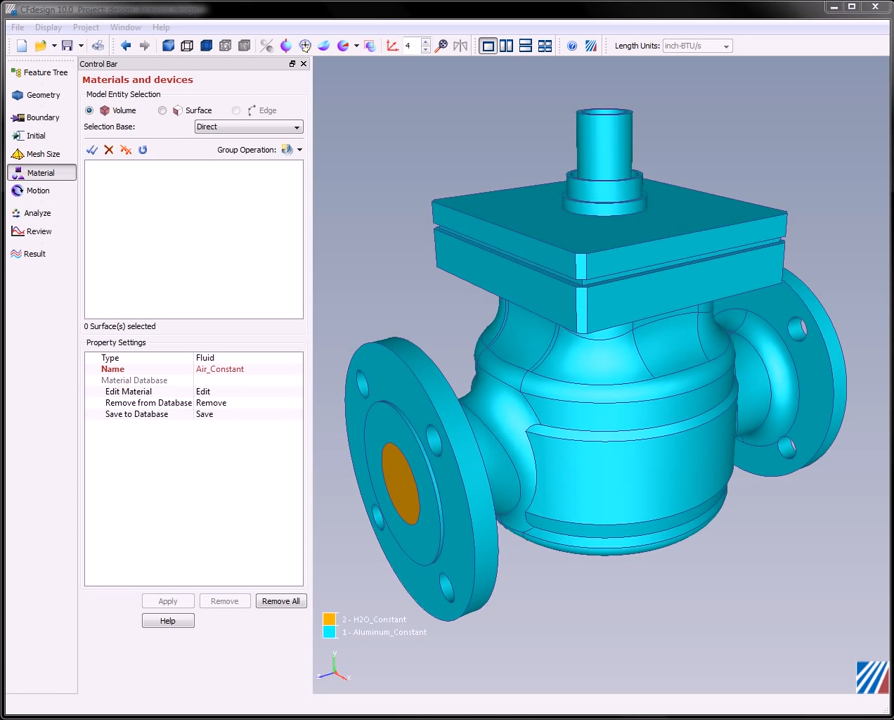 CFdesign 10.0 Project:
File Display Project Window Help
4 Length Units: inch-BTU/s
Feature Tree
Geometry
Boundary
Initial
Mesh Size
Material
Motion
Analyze
Review
Result
Control Bar
Materials and devices
Model Entity Selection
Volume Surface Edge
Selection Base: Direct
Group Operation:
0 Surface(s) selected
Property Settings
Type Fluid
Name Air_Constant
Material Database
Edit Material Edit
Remove from Database Remove
Save to Database Save
Apply Remove Remove All
Help
2 - H2O_Constant
1 - Aluminum_Constant